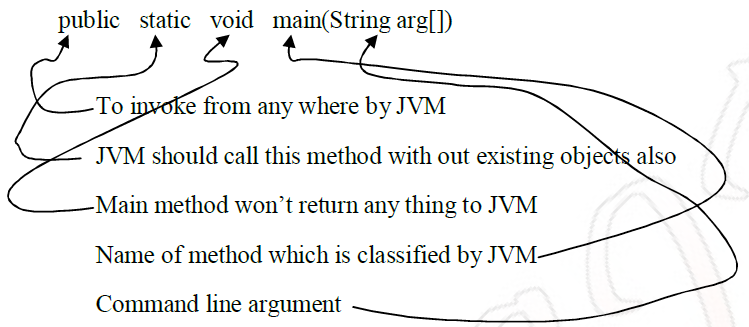 public static void main(String arg[])
To invoke from any where by JVM
JVM should call this method with out existing objects also
Main method won't return any thing to JVM
Name of method which is classified by JVM
Command line argument